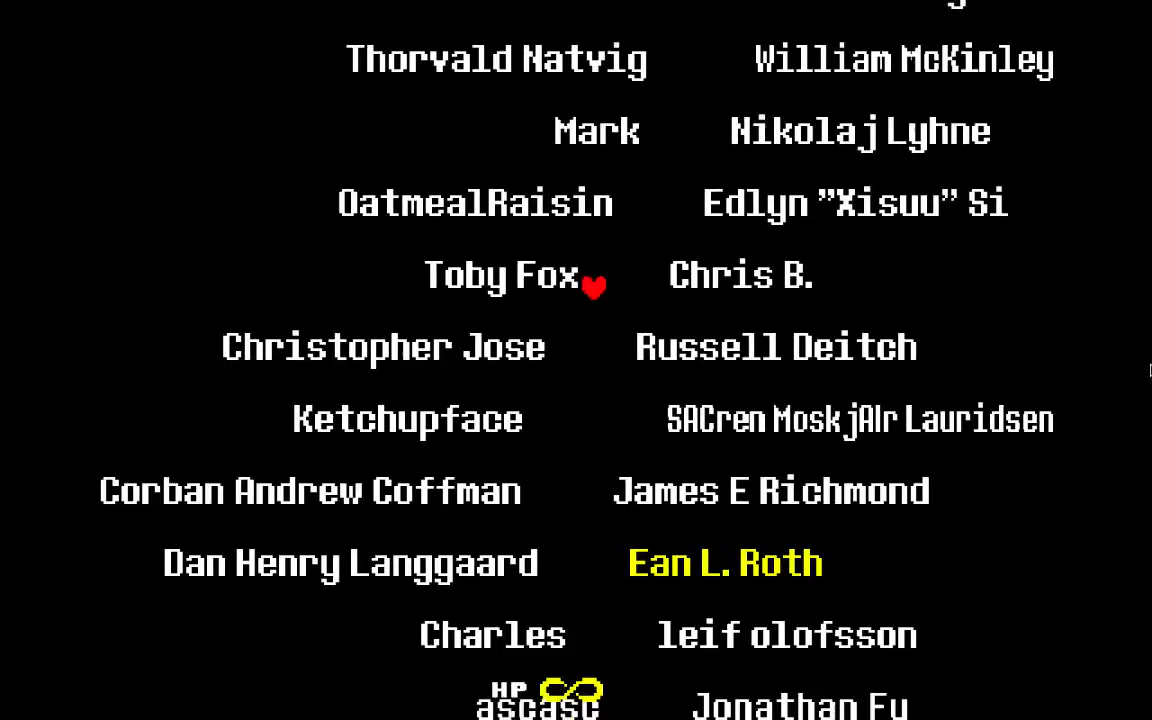 Thorvald Natvig William McKinley
Mark Nikolaj Lyhne
OatmealRaisin Edlyn "Xisuu" Si
Toby Fox Chris B.
Christopher Jose Russell Deitch
Ketchupface SACren MoskjAIr Lauridsen
Corban Andrew Coffman James E Richmond
Dan Henry Langgaard Ean L. Roth
Charles leif olofsson
HP ∞
ascasc Jonathan Fu